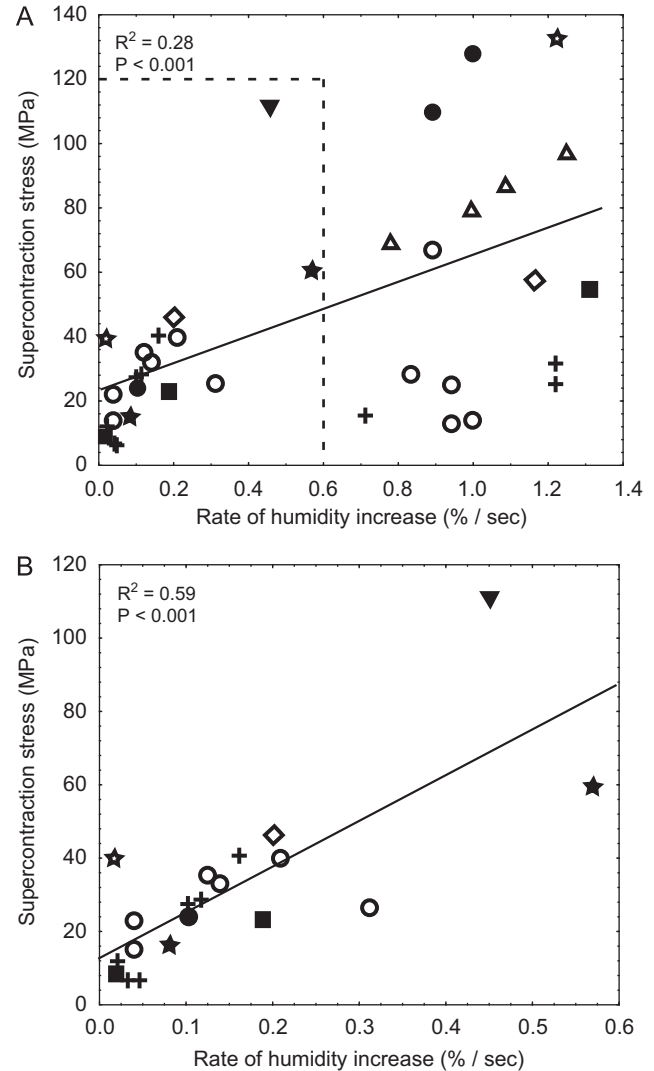 A
R² = 0.28
P < 0.001
Supercontraction stress (MPa)
140
120
100
80
60
40
20
0
0.0 0.2 0.4 0.6 0.8 1.0 1.2 1.4
Rate of humidity increase (% / sec)
B
R² = 0.59
P < 0.001
Supercontraction stress (MPa)
120
100
80
60
40
20
0
0.0 0.1 0.2 0.3 0.4 0.5 0.6
Rate of humidity increase (% / sec)